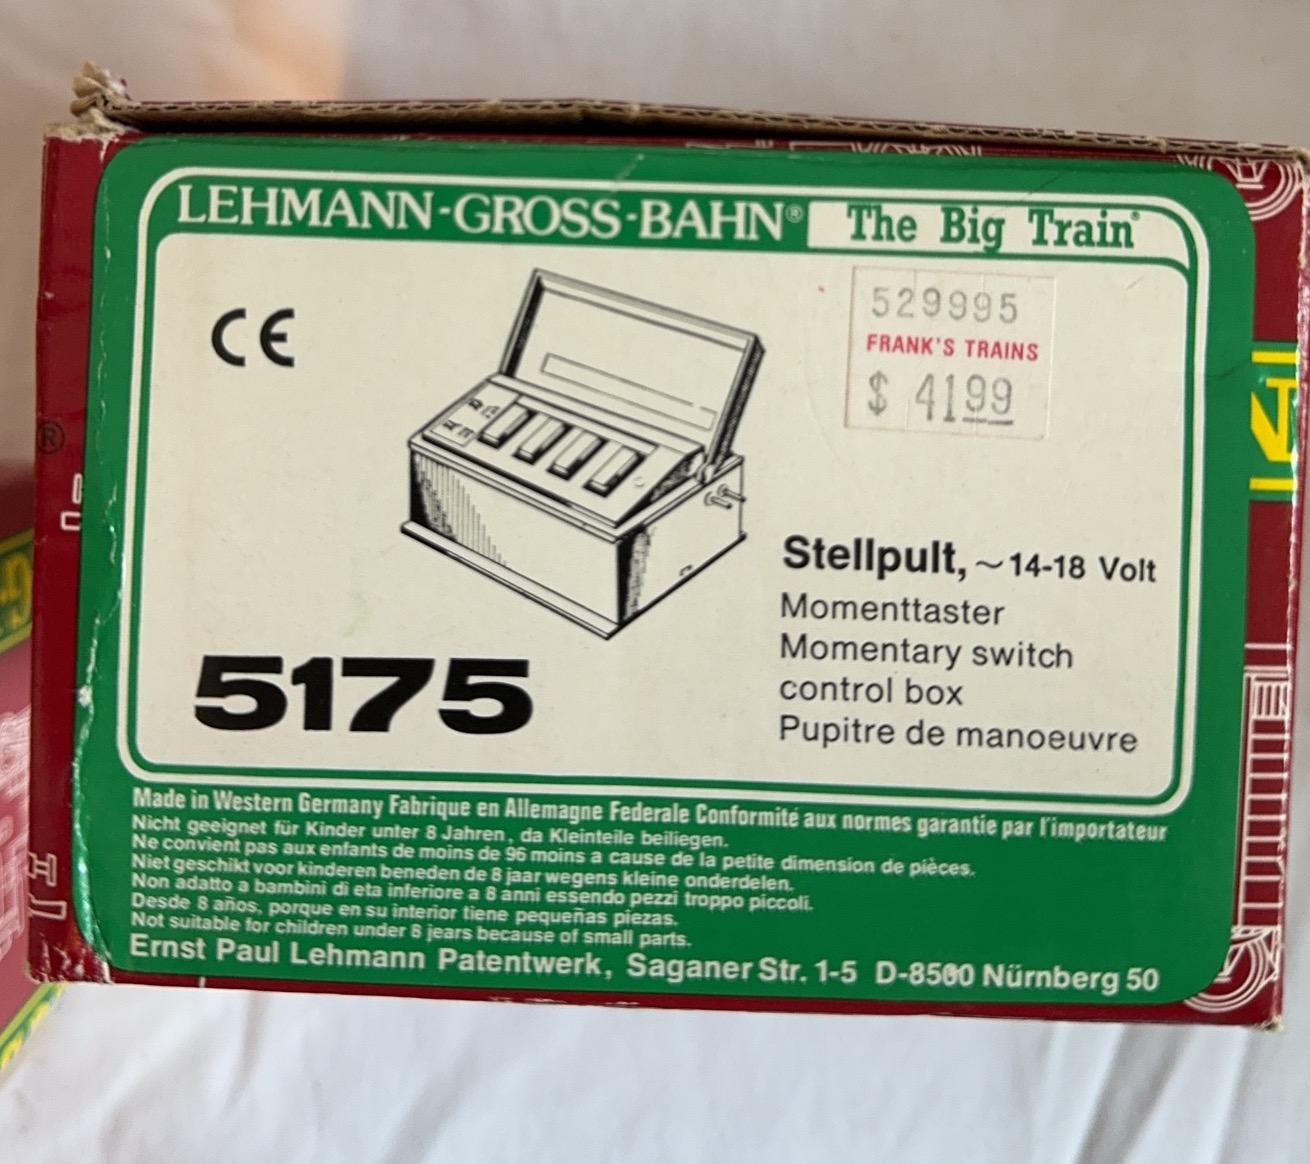 LEHMANN-GROSS-BAHN® The Big Train®
CE
529995
FRANK'S TRAINS
$ 4199
Stellpult, ~14-18 Volt
Momenttaster
Momentary switch
control box
Pupitre de manoeuvre
5175
Made in Western Germany Fabrique en Allemagne Federale Conformité aux normes garantie par l'importateur
Nicht geeignet für Kinder unter 8 Jahren, da Kleinteile beiliegen.
Ne convient pas aux enfants de moins de 96 moins a cause de la petite dimension de pièces.
Niet geschikt voor kinderen beneden de 8 jaar wegens kleine onderdelen.
Non adatto a bambini di eta inferiore a 8 anni essendo pezzi troppo piccoli.
Desde 8 años, porque en su interior tiene pequeñas piezas.
Not suitable for children under 8 jears because of small parts.
Ernst Paul Lehmann Patentwerk, Saganer Str. 1-5 D-8500 Nürnberg 50